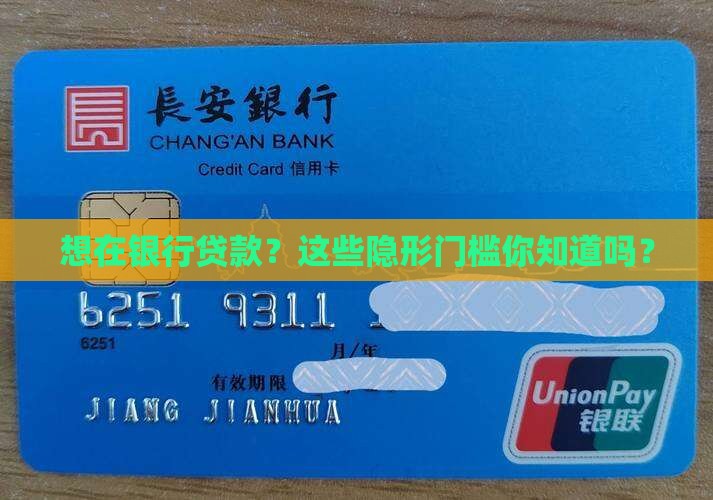 長安銀行
CHANG'AN BANK
Credit Card 信用卡
想在银行贷款？这些隐形门槛你知道吗？
6251 9311 1
6251
月/年
有效期限
JIANG JIANHUA
UnionPay
银联